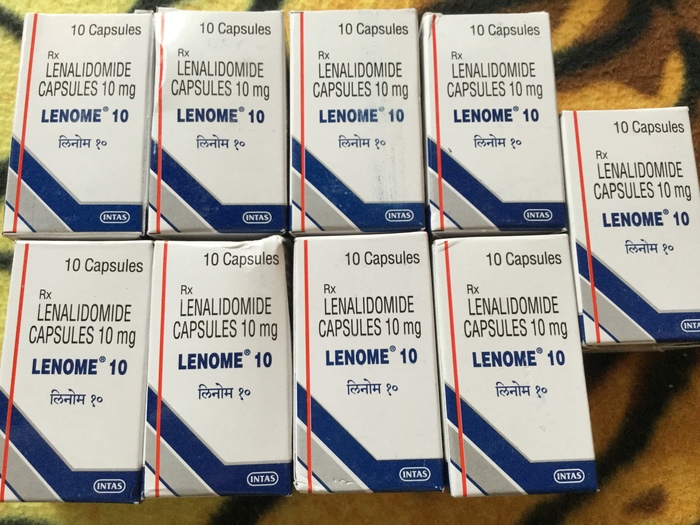 10 Capsules
Rx
LENALIDOMIDE
CAPSULES 10 mg
LENOME® 10
लिनोम १०
INTAS
10 Capsules
Rx
LENALIDOMIDE
CAPSULES 10 mg
LENOME® 10
लिनोम १०
INTAS
10 Capsules
Rx
LENALIDOMIDE
CAPSULES 10 mg
LENOME® 10
लिनोम १०
INTAS
10 Capsules
Rx
LENALIDOMIDE
CAPSULES 10 mg
LENOME® 10
लिनोम १०
INTAS
10 Capsules
Rx
LENALIDOMIDE
CAPSULES 10 mg
LENOME® 10
लिनोम १०
INTA
10 Capsules
Rx
LENALIDOMIDE
CAPSULES 10 mg
LENOME® 10
लिनोम १०
INTAS
10 Capsules
Rx
LENALIDOMIDE
CAPSULES 10 mg
LENOME® 10
लिनोम १०
INTAS
10 Capsules
Rx
LENALIDOMIDE
CAPSULES 10 mg
LENOME® 10
लिनोम १०
INTAS
10 Capsules
Rx
LENALIDOMIDE
CAPSULES 10 mg
LENOME® 10
लिनोम १०
INTAS